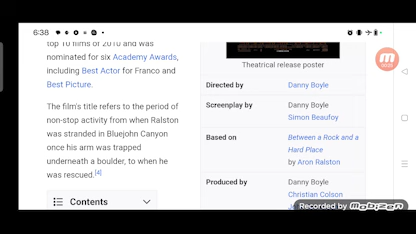 6:38
top 10 films of 2010 and was
nominated for six Academy Awards,
including Best Actor for Franco and
Best Picture.
The film's title refers to the period of
non-stop activity from when Ralston
was stranded in Bluejohn Canyon
once his arm was trapped
underneath a boulder, to when he
was rescued.[4]
Contents
Theatrical release poster
Directed by Danny Boyle
Screenplay by Danny Boyle
Simon Beaufoy
Based on Between a Rock and a
Hard Place
by Aron Ralston
Produced by Danny Boyle
Christian Colson
Recorded by Mobizen